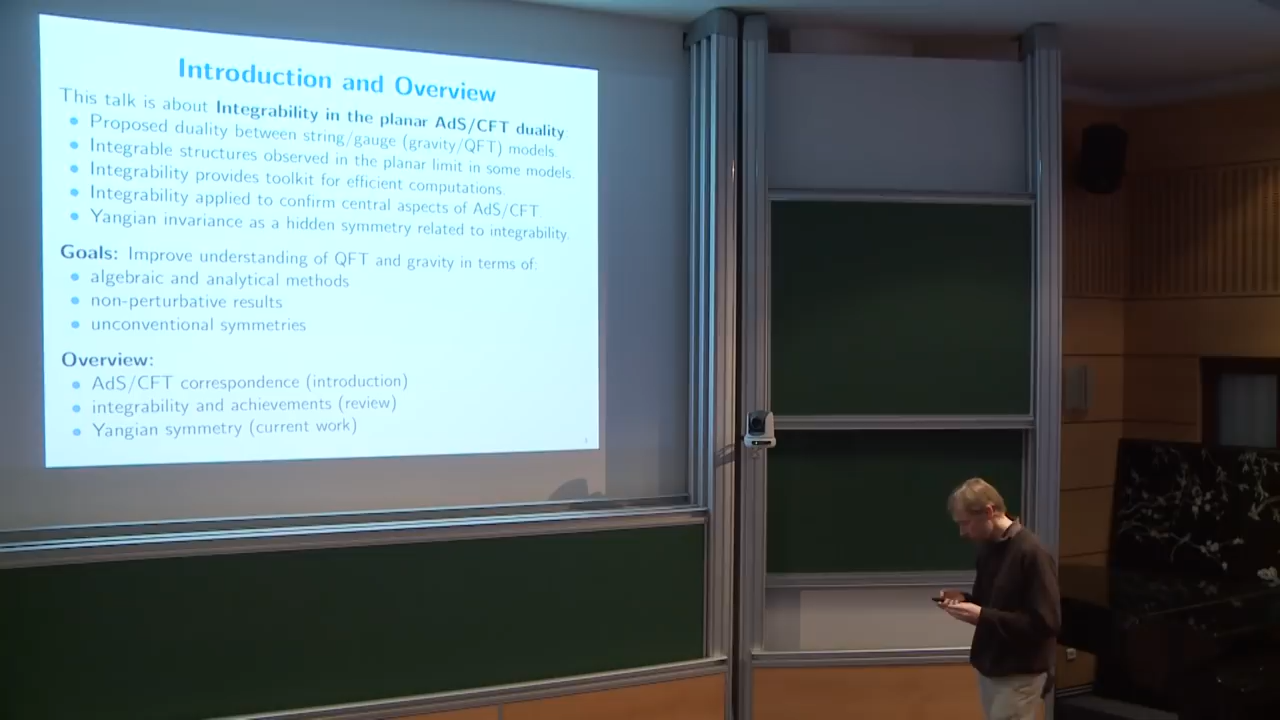 Introduction and Overview
This talk is about Integrability in the planar AdS/CFT duality
• Proposed duality between string/gauge (gravity/QFT) models.
• Integrable structures observed in the planar limit in some models.
• Integrability provides toolkit for efficient computations.
• Integrability applied to confirm central aspects of AdS/CFT.
• Yangian invariance as a hidden symmetry related to integrability.
Goals: Improve understanding of QFT and gravity in terms of:
• algebraic and analytical methods
• non-perturbative results
• unconventional symmetries
Overview:
• AdS/CFT correspondence (introduction)
• integrability and achievements (review)
• Yangian symmetry (current work)